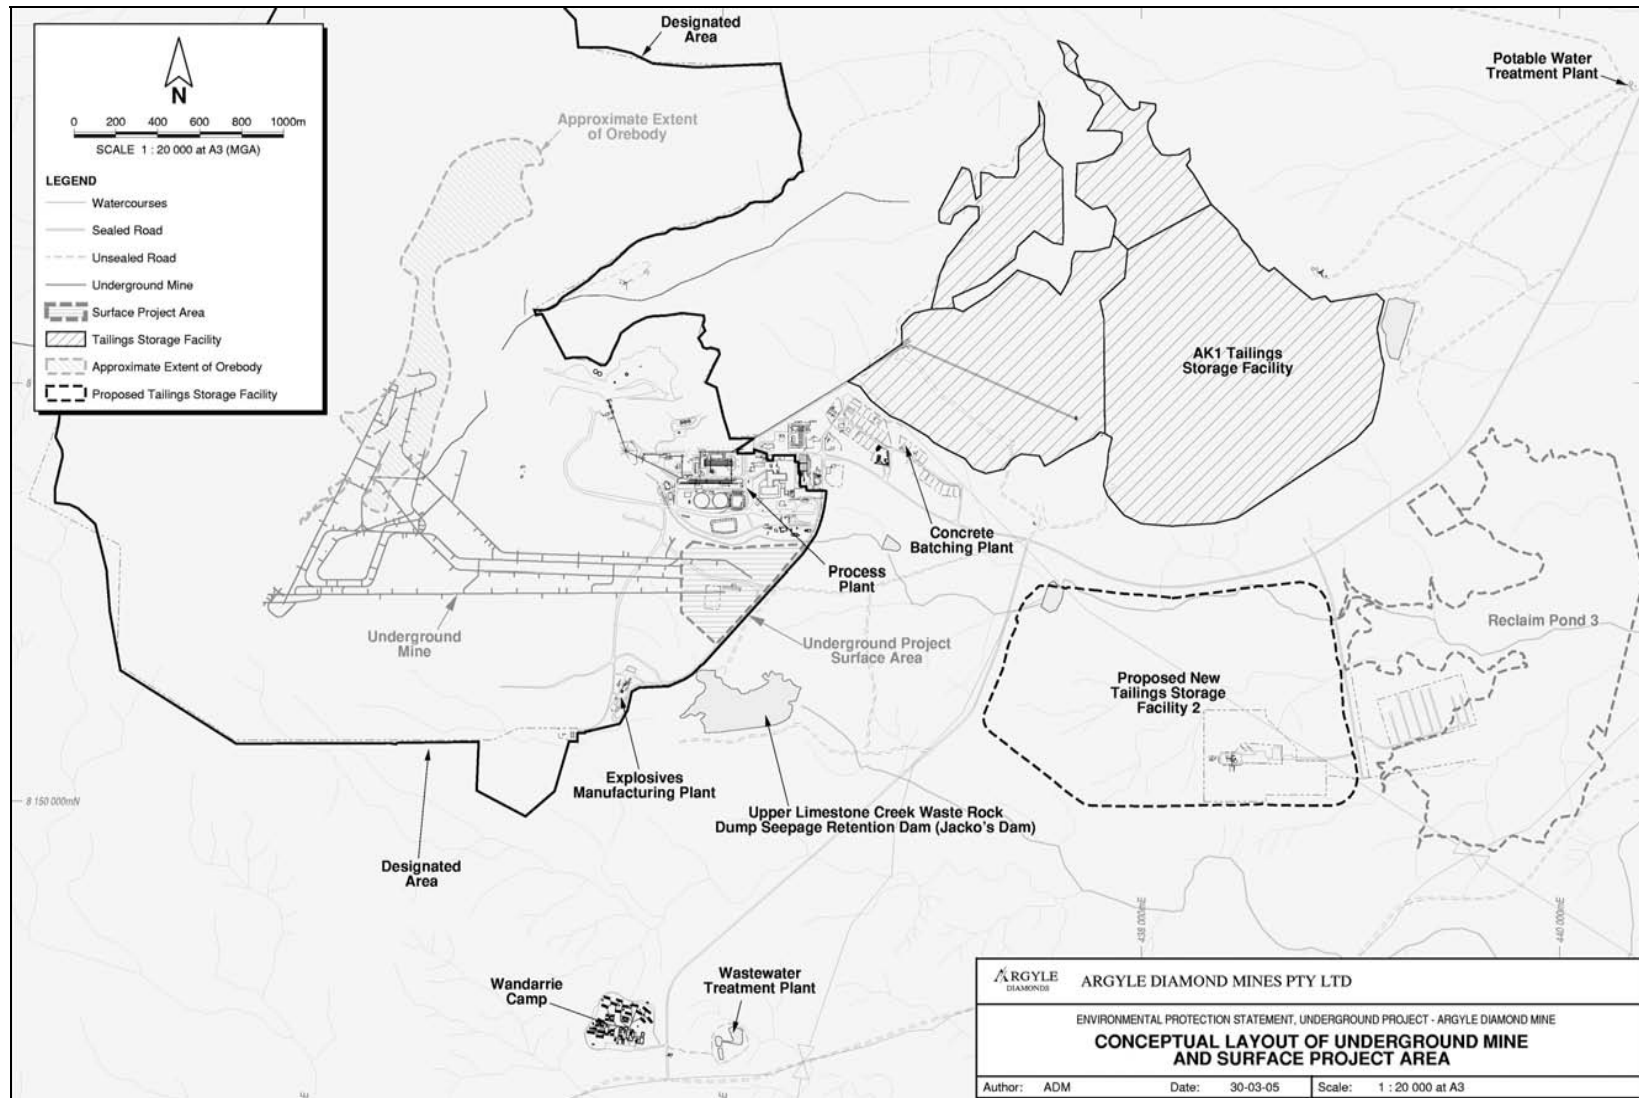 N
0 200 400 600 800 1000m
SCALE 1 : 20 000 at A3 (MGA)
LEGEND
Watercourses
Sealed Road
Unsealed Road
Underground Mine
Surface Project Area
Tailings Storage Facility
Approximate Extent of Orebody
Proposed Tailings Storage Facility
Designated
Area
Potable Water
Treatment Plant
Approximate Extent
of Orebody
AK1 Tailings
Storage Facility
Concrete
Batching Plant
Process
Plant
Underground
Mine
Underground Project
Surface Area
Reclaim Pond 3
Proposed New
Tailings Storage
Facility 2
Explosives
Manufacturing Plant
Upper Limestone Creek Waste Rock
Dump Seepage Retention Dam (Jacko's Dam)
8 150 000mN
Designated
Area
438 000mE
440 000mE
Wandarrie
Camp
Wastewater
Treatment Plant
ARGYLE
DIAMONDS
ARGYLE DIAMOND MINES PTY LTD
ENVIRONMENTAL PROTECTION STATEMENT, UNDERGROUND PROJECT - ARGYLE DIAMOND MINE
CONCEPTUAL LAYOUT OF UNDERGROUND MINE
AND SURFACE PROJECT AREA
Author: ADM Date: 30-03-05 Scale: 1 : 20 000 at A3